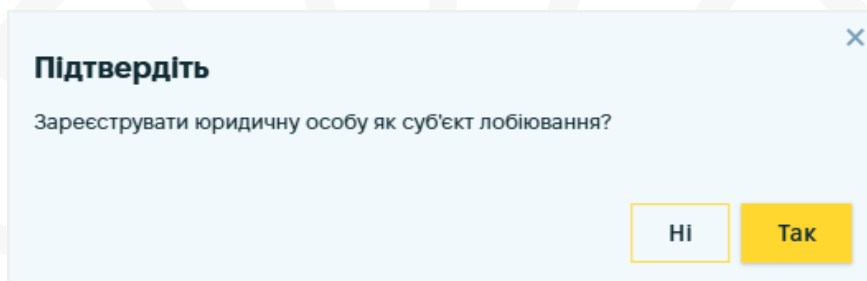 Підтвердіть
Зареєструвати юридичну особу як суб'єкт лобіювання?
Ні
Так